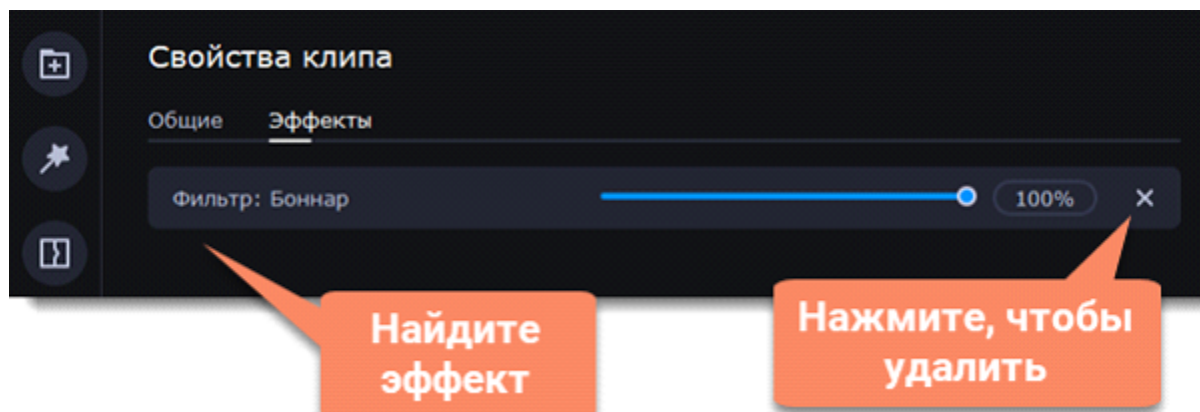 Свойства клипа
Общие Эффекты
Фильтр: Боннар 100%
Найдите
эффект
Нажмите, чтобы
удалить